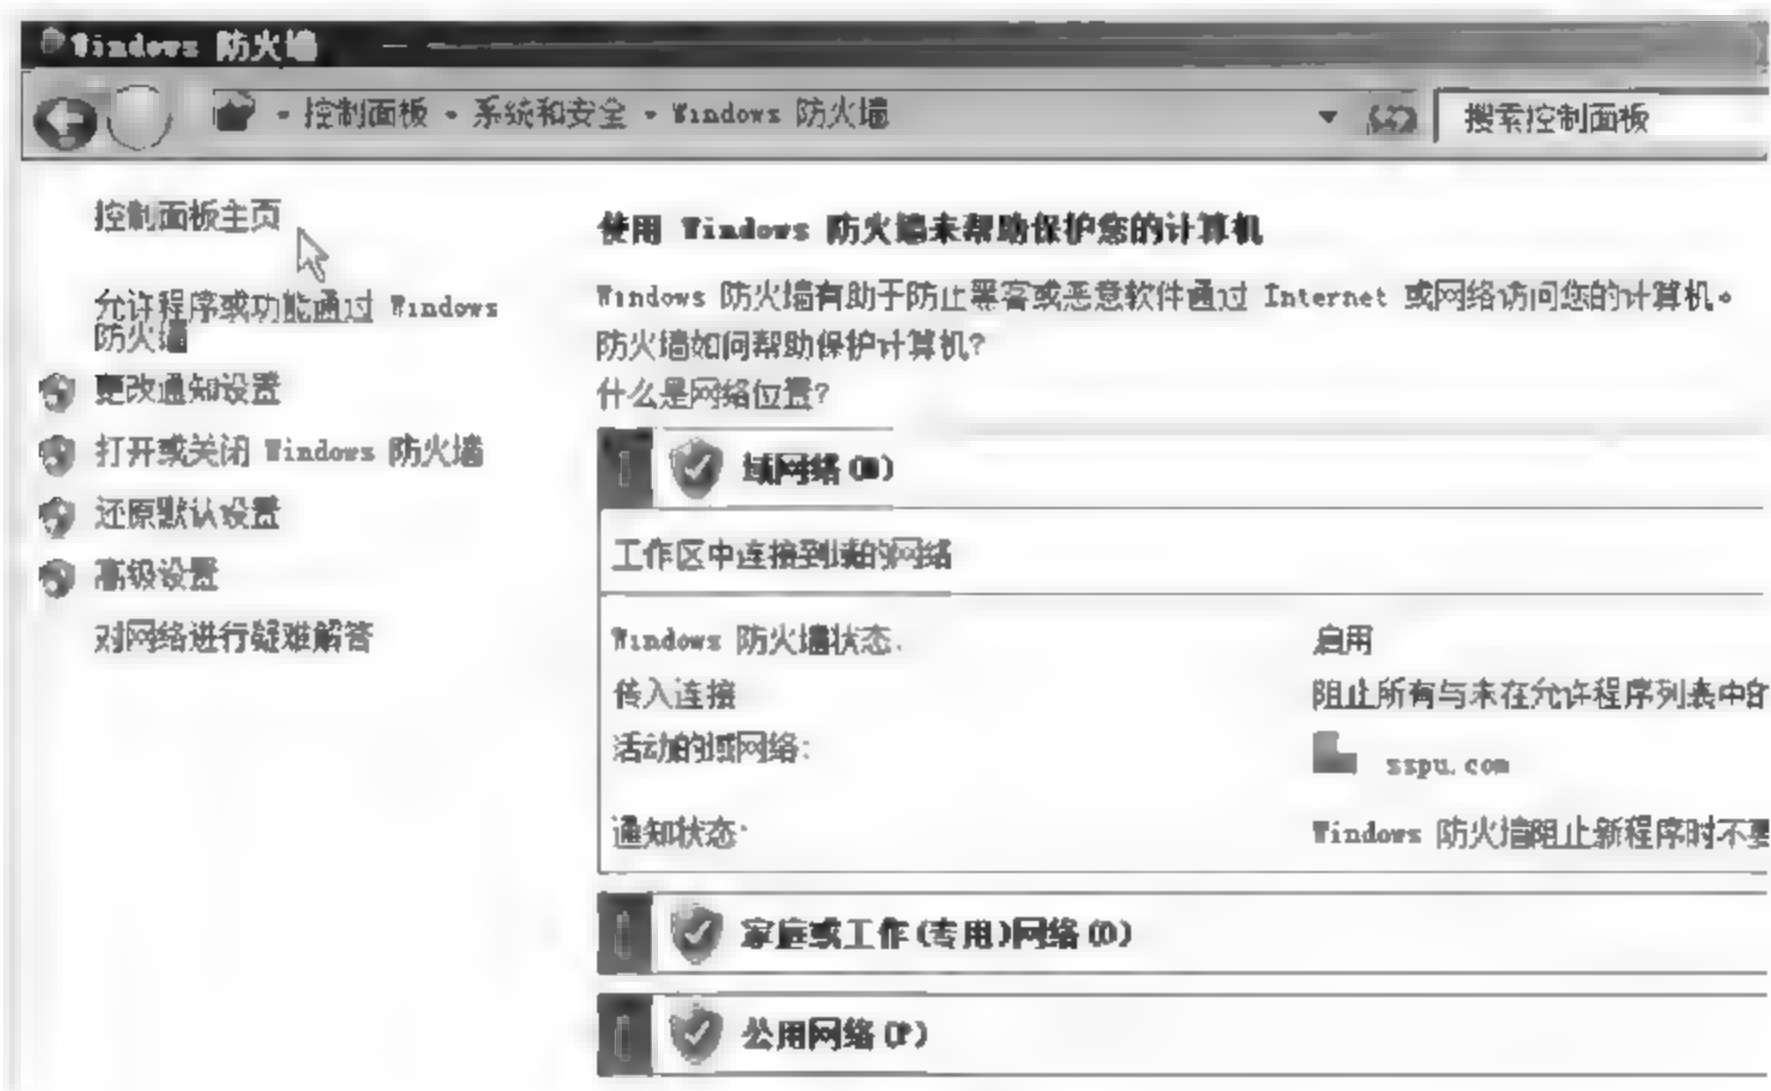 Windows 防火墙
控制面板 系统和安全 Windows 防火墙
搜索控制面板
控制面板主页
允许程序或功能通过 Windows
防火墙
更改通知设置
打开或关闭 Windows 防火墙
还原默认设置
高级设置
对网络进行疑难解答
使用 Windows 防火墙来帮助保护您的计算机
Windows 防火墙有助于防止黑客或恶意软件通过 Internet 或网络访问您的计算机。
防火墙如何帮助保护计算机?
什么是网络位置?
域网络(M)
工作区中连接到域的网络
Windows 防火墙状态:
启用
传入连接
阻止所有与未在允许程序列表中的
活动的域网络:
sspu.com
通知状态:
Windows 防火墙阻止新程序时不要
家庭或工作(专用)网络(O)
公用网络(P)